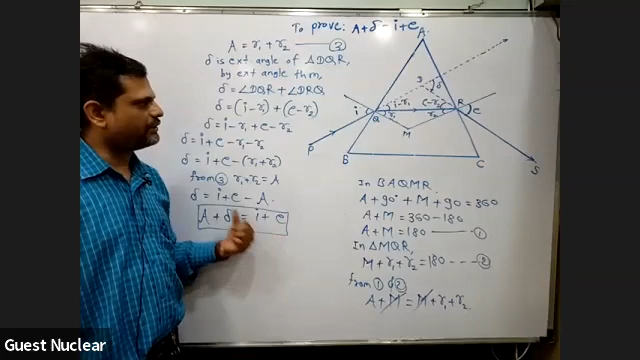 To prove: A+δ-i+e
A = r₁ + r₂ ——— ③
δ is ext angle of △DQR,
by ext angle thm,
δ = ∠DQR + ∠DRQ
δ = (i-r₁) + (e-r₂)
δ = i-r₁+e-r₂
δ = i+e-r₁-r₂
δ = i+e-(r₁+r₂)
from ③ r₁+r₂=A
δ = i+e-A.
A + δ = i + e
A
δ
i
i-r₁
e-r₂
R
e
Q
r₁
r₂
M
P
B
C
S
In □AQMR.
A + 90° + M + 90 = 360
A+M = 360-180
A+M = 180 ——— ①
In △MQR,
M+r₁+r₂=180 ---- ②
from ① & ②
A+M = M+r₁+r₂.
Guest Nuclear